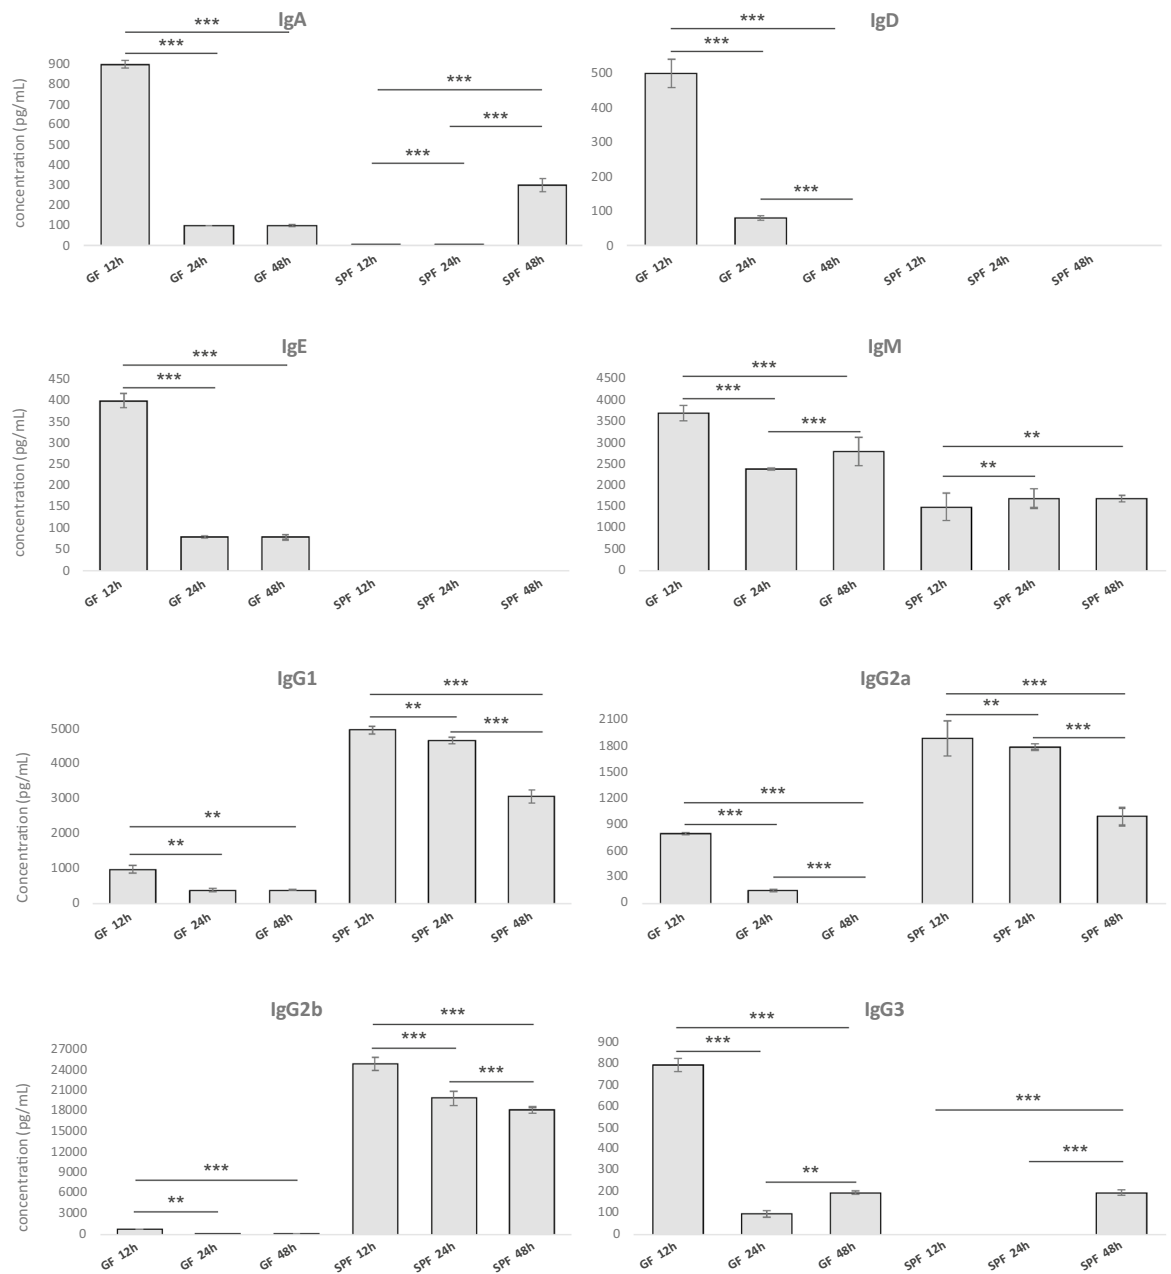 IgA
***
***
***
***
***
concentration (pg/mL)
900
800
700
600
500
400
300
200
100
0
GF 12h
GF 24h
GF 48h
SPF 12h
SPF 24h
SPF 48h
IgD
***
***
***
500
400
300
200
100
0
GF 12h
GF 24h
GF 48h
SPF 12h
SPF 24h
SPF 48h
IgE
***
***
concentration (pg/mL)
450
400
350
300
250
200
150
100
50
0
GF 12h
GF 24h
GF 48h
SPF 12h
SPF 24h
SPF 48h
IgM
***
***
***
**
**
4500
4000
3500
3000
2500
2000
1500
1000
500
0
GF 12h
GF 24h
GF 48h
SPF 12h
SPF 24h
SPF 48h
IgG1
***
**
***
**
**
Concentration (pg/mL)
5000
4000
3000
2000
1000
0
GF 12h
GF 24h
GF 48h
SPF 12h
SPF 24h
SPF 48h
IgG2a
***
**
***
***
***
***
2100
1800
1500
1200
900
600
300
0
GF 12h
GF 24h
GF 48h
SPF 12h
SPF 24h
SPF 48h
IgG2b
***
***
***
***
**
concentration (pg/mL)
27000
24000
21000
18000
15000
12000
9000
6000
3000
0
GF 12h
GF 24h
GF 48h
SPF 12h
SPF 24h
SPF 48h
IgG3
***
***
***
***
**
900
800
700
600
500
400
300
200
100
0
GF 12h
GF 24h
GF 48h
SPF 12h
SPF 24h
SPF 48h